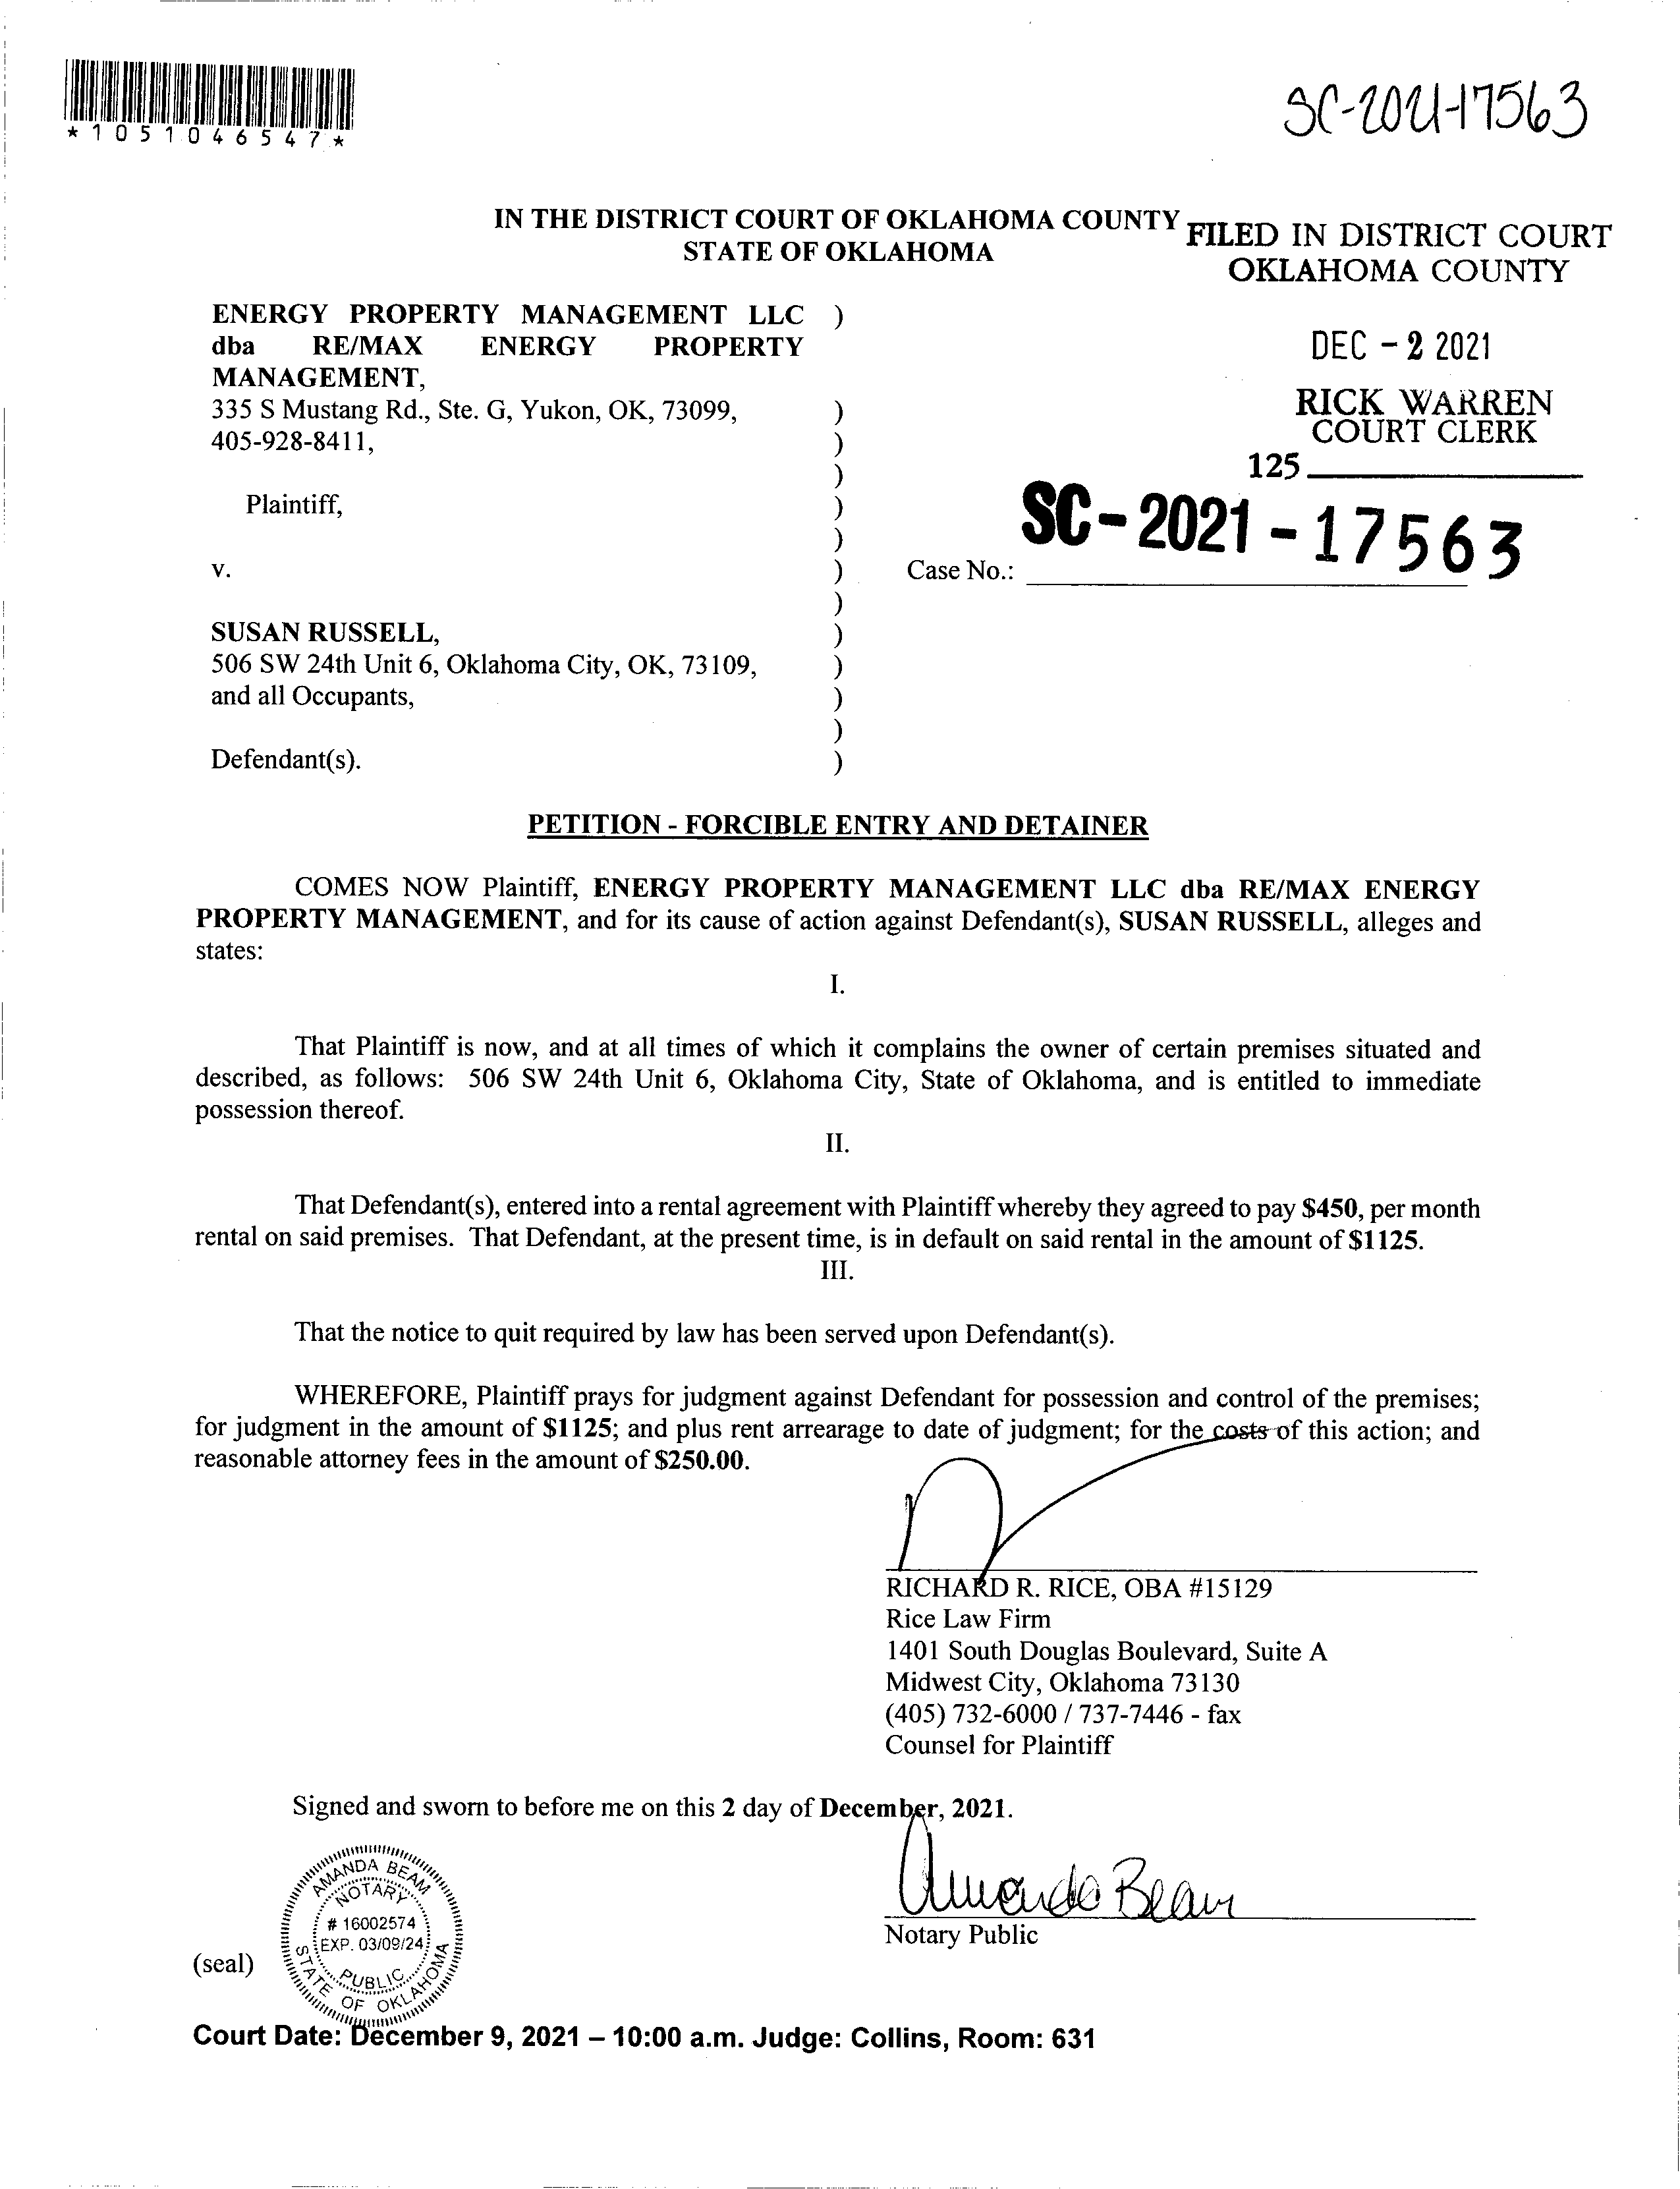 *1051046547*
SC-2021-17563
IN THE DISTRICT COURT OF OKLAHOMA COUNTY
STATE OF OKLAHOMA
FILED IN DISTRICT COURT
OKLAHOMA COUNTY
DEC - 2 2021
RICK WARREN
COURT CLERK
125
SC-2021-17563
ENERGY PROPERTY MANAGEMENT LLC )
dba RE/MAX ENERGY PROPERTY
MANAGEMENT,
335 S Mustang Rd., Ste. G, Yukon, OK, 73099, )
405-928-8411, )
)
Plaintiff, )
)
v. ) Case No.:
)
SUSAN RUSSELL, )
506 SW 24th Unit 6, Oklahoma City, OK, 73109, )
and all Occupants, )
)
Defendant(s). )
PETITION - FORCIBLE ENTRY AND DETAINER
COMES NOW Plaintiff, ENERGY PROPERTY MANAGEMENT LLC dba RE/MAX ENERGY
PROPERTY MANAGEMENT, and for its cause of action against Defendant(s), SUSAN RUSSELL, alleges and
states:
I.
That Plaintiff is now, and at all times of which it complains the owner of certain premises situated and
described, as follows: 506 SW 24th Unit 6, Oklahoma City, State of Oklahoma, and is entitled to immediate
possession thereof.
II.
That Defendant(s), entered into a rental agreement with Plaintiff whereby they agreed to pay $450, per month
rental on said premises. That Defendant, at the present time, is in default on said rental in the amount of $1125.
III.
That the notice to quit required by law has been served upon Defendant(s).
WHEREFORE, Plaintiff prays for judgment against Defendant for possession and control of the premises;
for judgment in the amount of $1125; and plus rent arrearage to date of judgment; for the costs of this action; and
reasonable attorney fees in the amount of $250.00.
RICHARD R. RICE, OBA #15129
Rice Law Firm
1401 South Douglas Boulevard, Suite A
Midwest City, Oklahoma 73130
(405) 732-6000 / 737-7446 - fax
Counsel for Plaintiff
Signed and sworn to before me on this 2 day of December, 2021.
Amanda Beam
Notary Public
(seal)
AMANDA BEAM
NOTARY
# 16002574
EXP. 03/09/24
PUBLIC
STATE OF OKLAHOMA
Court Date: December 9, 2021 – 10:00 a.m. Judge: Collins, Room: 631